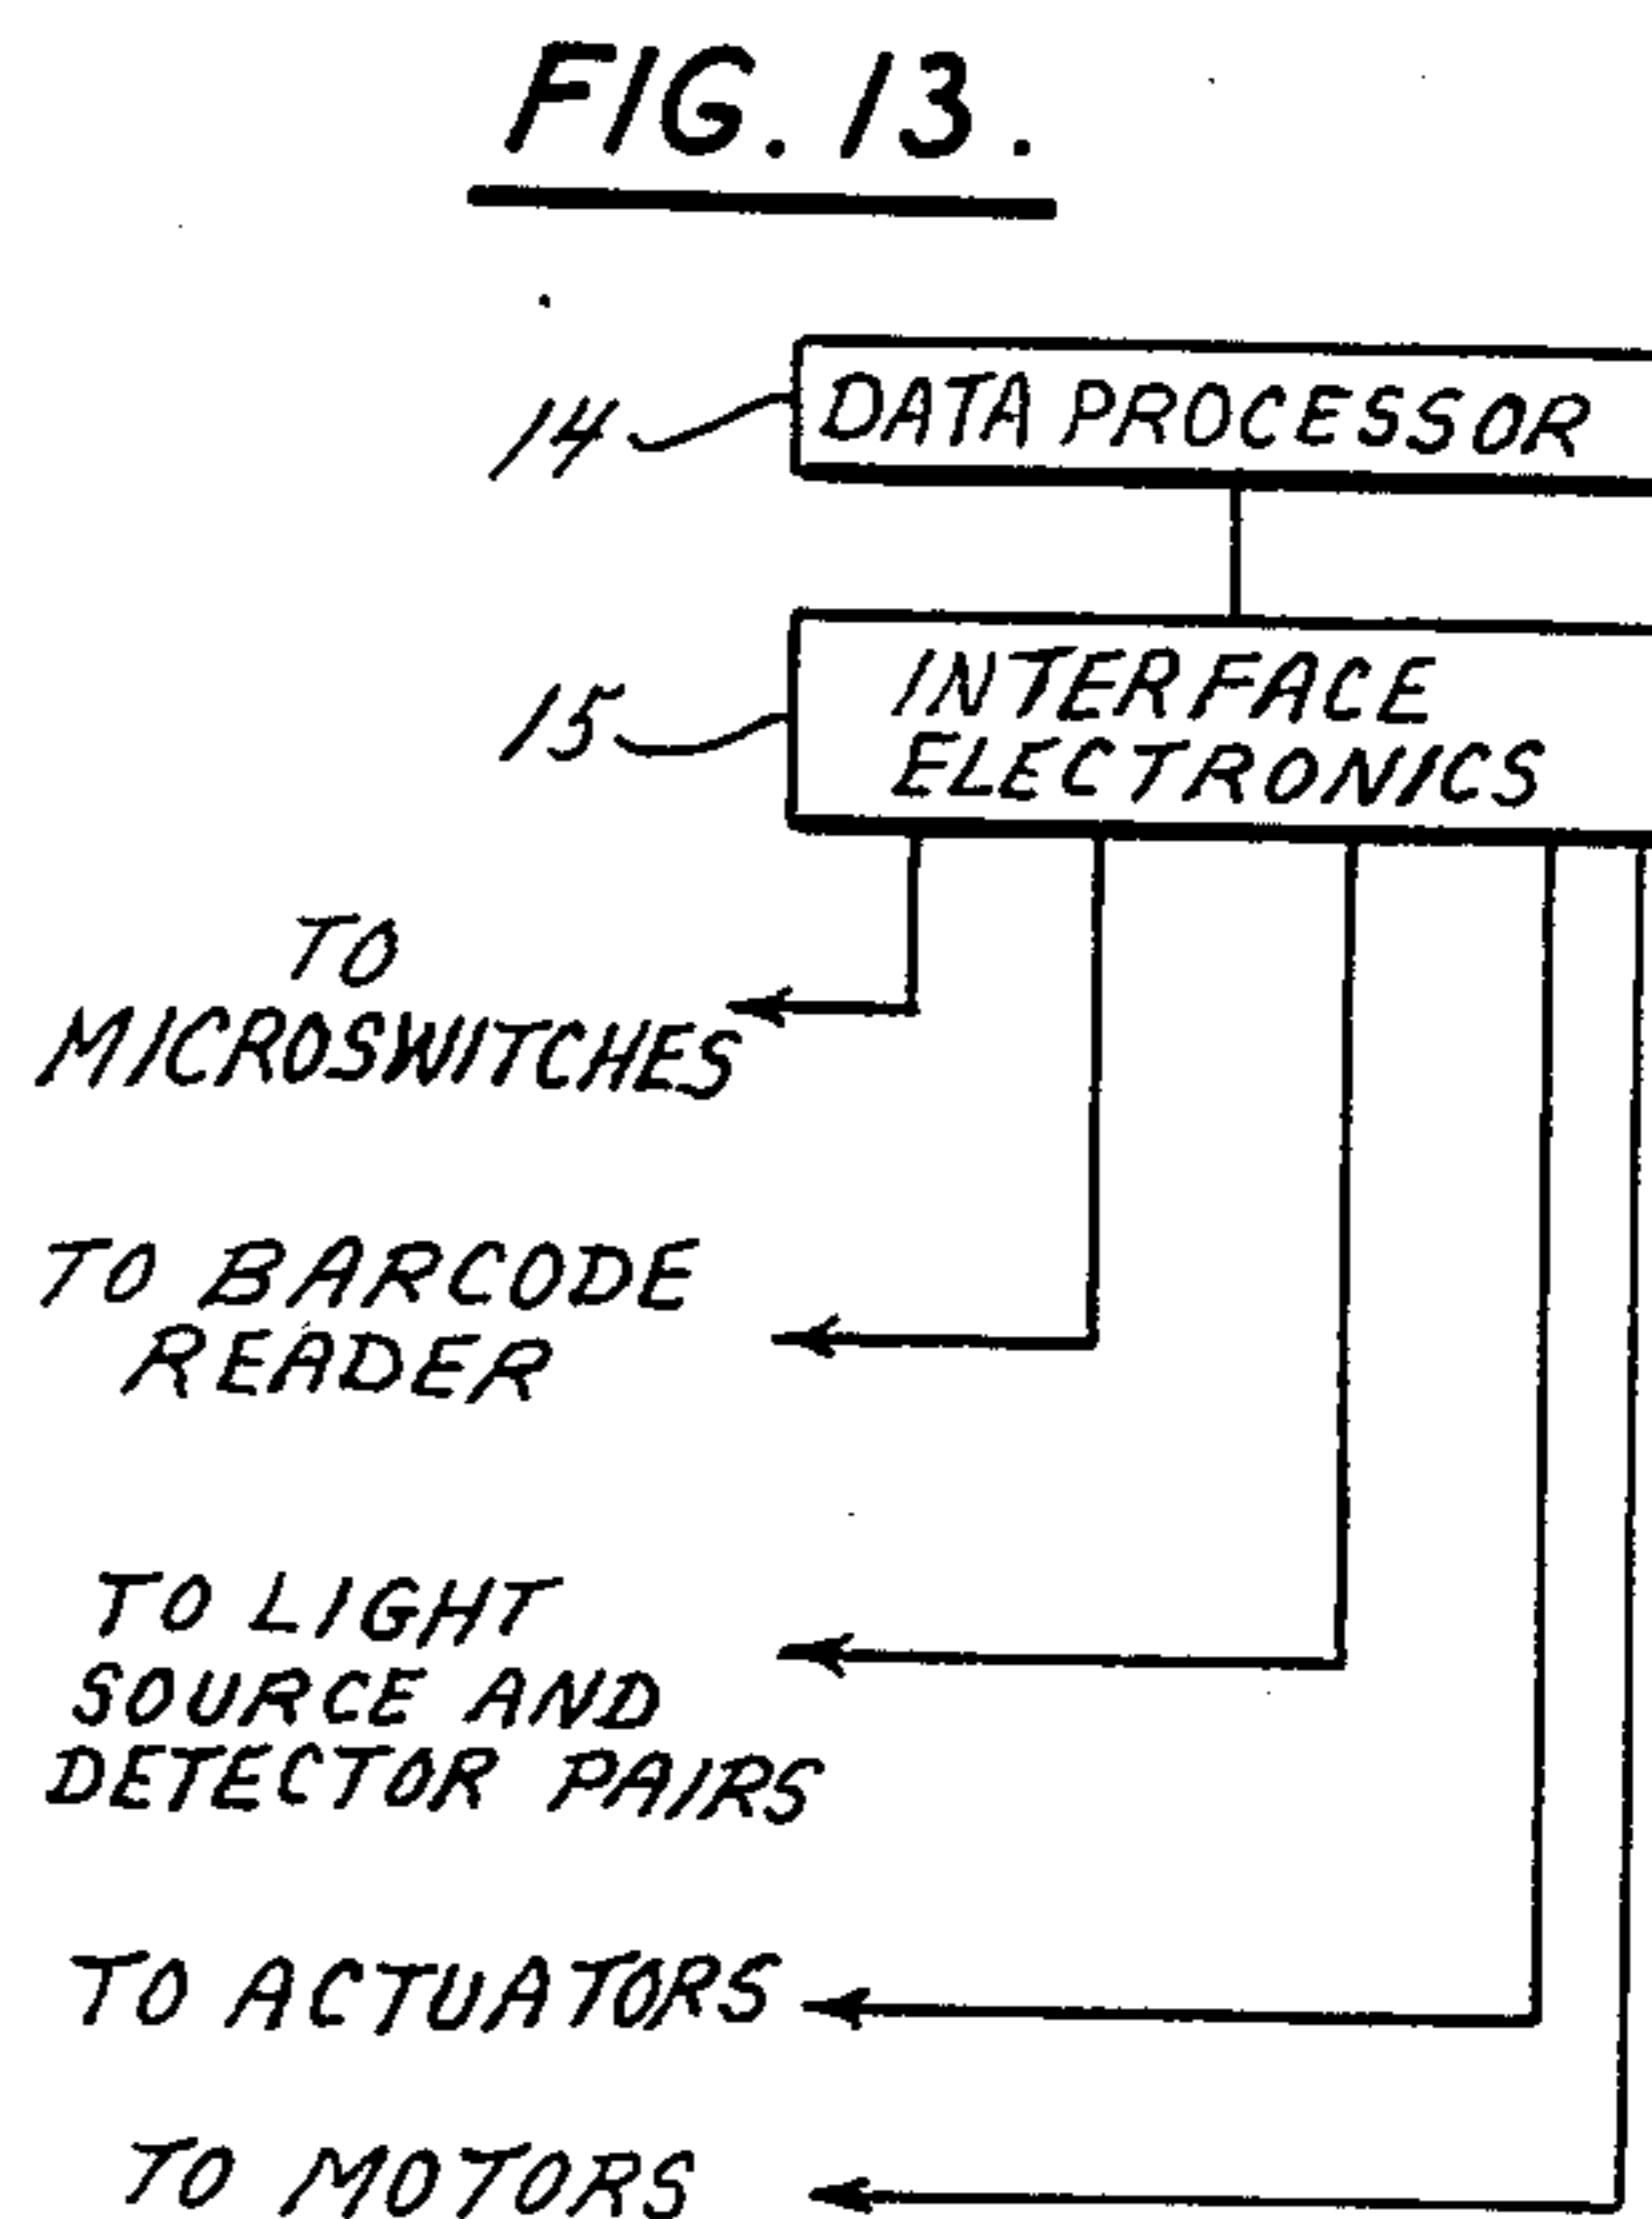 FIG. 13.
14
DATA PROCESSOR
15
INTERFACE
ELECTRONICS
TO
MICROSWITCHES
TO BARCODE
READER
TO LIGHT
SOURCE AND
DETECTOR PAIRS
TO ACTUATORS
TO MOTORS